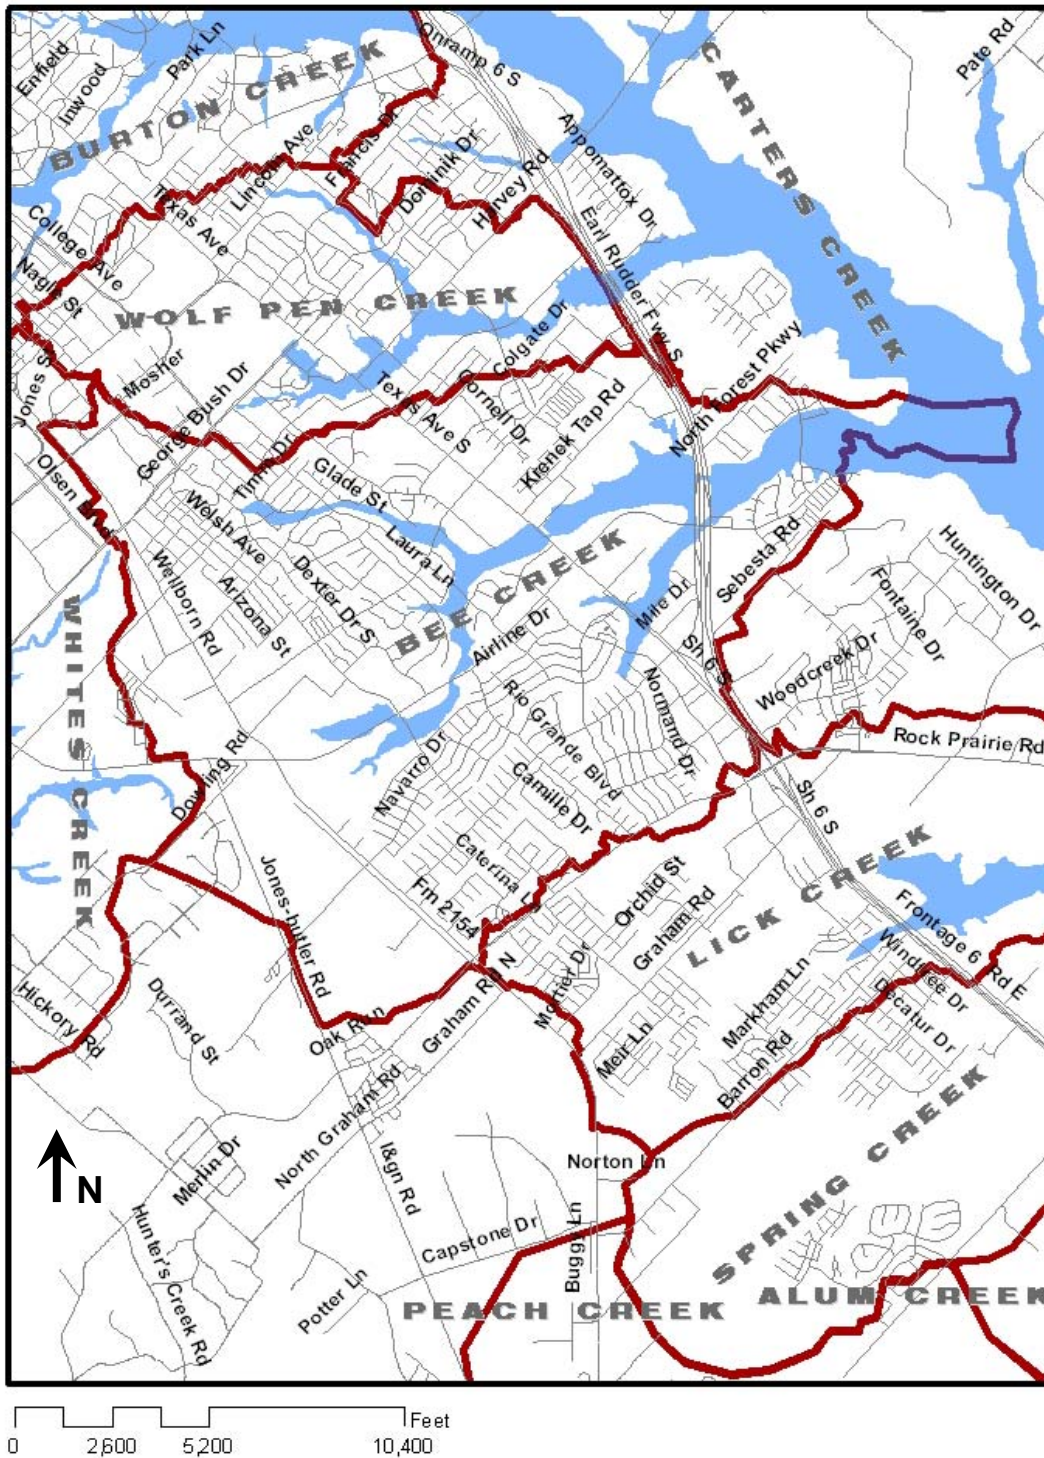 Onramp 6 S
Park Ln
Enfield
Inwood
BURTON CREEK
CARTERS CREEK
Pate Rd
Appomattox Dr
Francis Dr
Dominik Dr
Lincoln Ave
Harvey Rd
Texas Ave
College Ave
Earl Rudder Fwy S
Nagle St
WOLF PEN CREEK
Colgate Dr
North Forest Pkwy
Jones St
Mosher
George Bush Dr
Texas Ave S
Cornell Dr
Krenek Tap Rd
Timm Dr
Glade St
Olsen Blvd
Welsh Ave
Laura Ln
Sebesta Rd
Huntington Dr
Wellborn Rd
Arizona St
Dexter Dr S
BEE CREEK
Airline Dr
Mile Dr
Sh 6 S
Fontaine Dr
Woodcreek Dr
WHITES CREEK
Rio Grande Blvd
Normand Dr
Rock Prairie Rd
Dowling Rd
Navarro Dr
Camille Dr
Sh 6 S
Caterina Ln
Jones-butler Rd
Fm 2154
Orchid St
Graham Rd
LICK CREEK
Frontage 6 Rd E
Windfree Dr
Decatur Dr
Hickory Rd
Durrand St
Oak Run
Graham Rd N
Mortier Dr
Markham Ln
Meir Ln
Barron Rd
North Graham Rd
Merlin Dr
I&gn Rd
Norton Ln
SPRING CREEK
Hunter's Creek Rd
Potter Ln
Capstone Dr
Buggy Ln
PEACH CREEK
ALUM CREEK
N
Feet
0 2,600 5,200 10,400